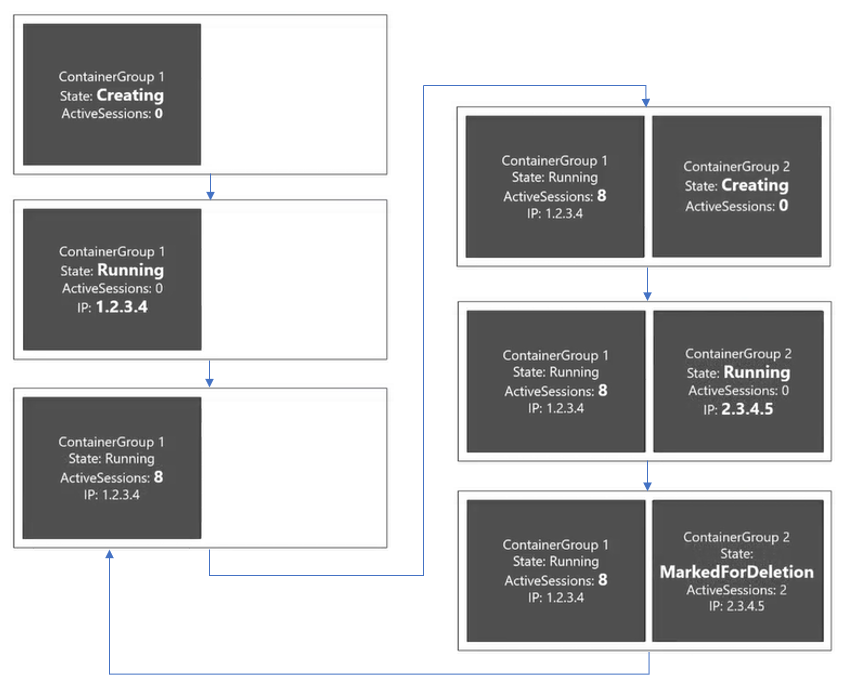 ContainerGroup 1
State: Creating
ActiveSessions: 0
ContainerGroup 1
State: Running
ActiveSessions: 0
IP: 1.2.3.4
ContainerGroup 1
State: Running
ActiveSessions: 8
IP: 1.2.3.4
ContainerGroup 1
State: Running
ActiveSessions: 8
IP: 1.2.3.4
ContainerGroup 2
State: Creating
ActiveSessions: 0
ContainerGroup 1
State: Running
ActiveSessions: 8
IP: 1.2.3.4
ContainerGroup 2
State: Running
ActiveSessions: 0
IP: 2.3.4.5
ContainerGroup 1
State: Running
ActiveSessions: 8
IP: 1.2.3.4
ContainerGroup 2
State:
MarkedForDeletion
ActiveSessions: 2
IP: 2.3.4.5